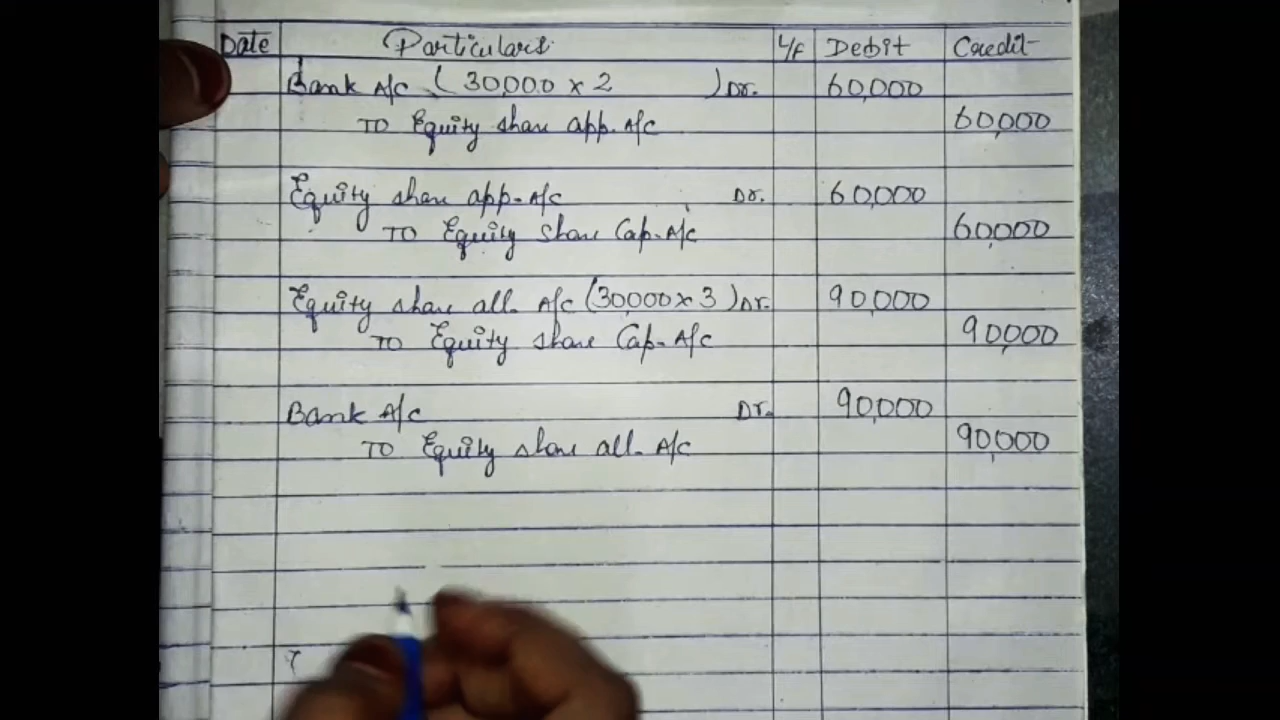 Date Particulars L/F Debit Credit
Bank A/c (30,000 x 2 ) Dr. 60,000
TO Equity share app. A/c 60,000
Equity share app. A/c Dr. 60,000
TO Equity share Cap. A/c 60,000
Equity share all. A/c (30,000 x 3) Dr. 90,000
TO Equity share Cap. A/c 90,000
Bank A/c Dr. 90,000
TO Equity share all. A/c 90,000